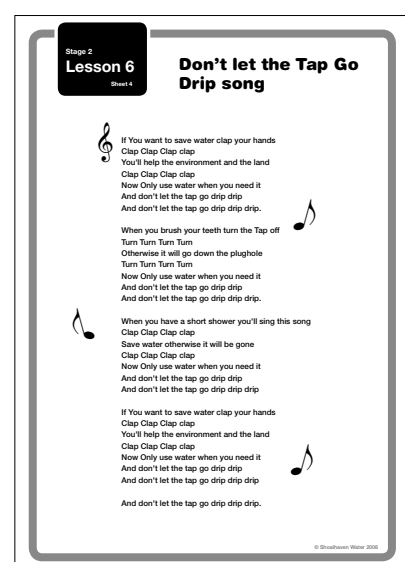 Stage 2
Lesson 6
Sheet 4
Don't let the Tap Go
Drip song
If You want to save water clap your hands
Clap Clap Clap clap
You'll help the environment and the land
Clap Clap Clap clap
Now Only use water when you need it
And don't let the tap go drip drip
And don't let the tap go drip drip drip.
When you brush your teeth turn the Tap off
Turn Turn Turn Turn
Otherwise it will go down the plughole
Turn Turn Turn Turn
Now Only use water when you need it
And don't let the tap go drip drip
And don't let the tap go drip drip drip.
When you have a short shower you'll sing this song
Clap Clap Clap clap
Save water otherwise it will be gone
Clap Clap Clap clap
Now Only use water when you need it
And don't let the tap go drip drip
And don't let the tap go drip drip drip
If You want to save water clap your hands
Clap Clap Clap clap
You'll help the environment and the land
Clap Clap Clap clap
Now Only use water when you need it
And don't let the tap go drip drip
And don't let the tap go drip drip drip
And don't let the tap go drip drip drip.
© Shoalhaven Water 2006